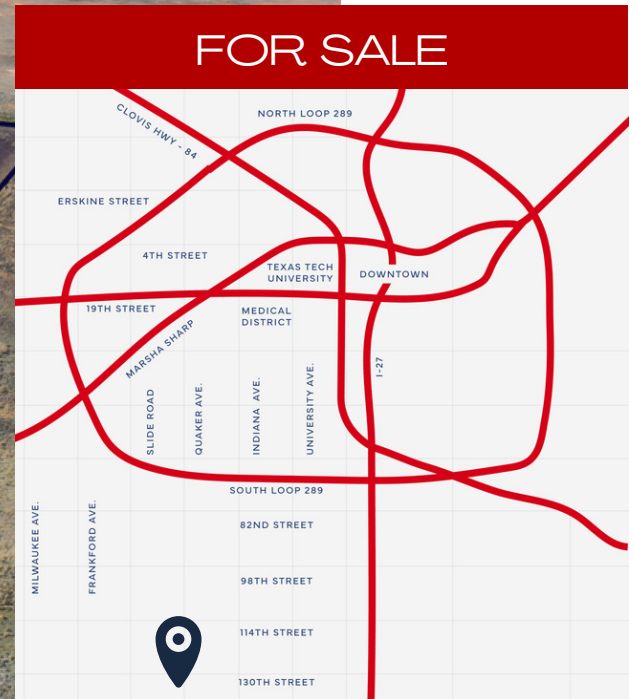 FOR SALE
CLOVIS HWY - 84
NORTH LOOP 289
ERSKINE STREET
4TH STREET
TEXAS TECH
UNIVERSITY
DOWNTOWN
19TH STREET
MEDICAL
DISTRICT
MARSHA SHARP
SLIDE ROAD
QUAKER AVE.
INDIANA AVE.
UNIVERSITY AVE.
I-27
SOUTH LOOP 289
MILWAUKEE AVE.
FRANKFORD AVE.
82ND STREET
98TH STREET
114TH STREET
130TH STREET